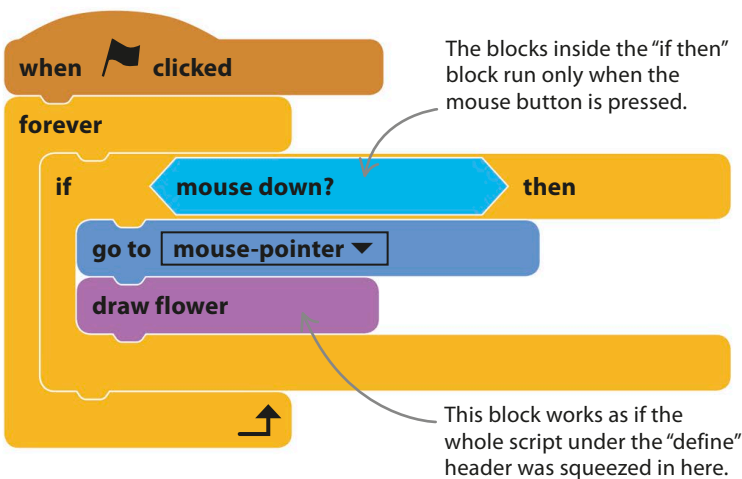 The blocks inside the “if then”
block run only when the
mouse button is pressed.
when clicked
forever
if mouse down? then
go to mouse-pointer
draw flower
This block works as if the
whole script under the “define”
header was squeezed in here.